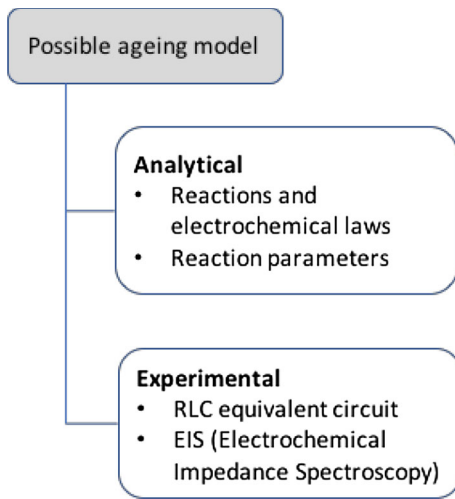 Possible ageing model
Analytical
• Reactions and
electrochemical laws
• Reaction parameters
Experimental
• RLC equivalent circuit
• EIS (Electrochemical
Impedance Spectroscopy)